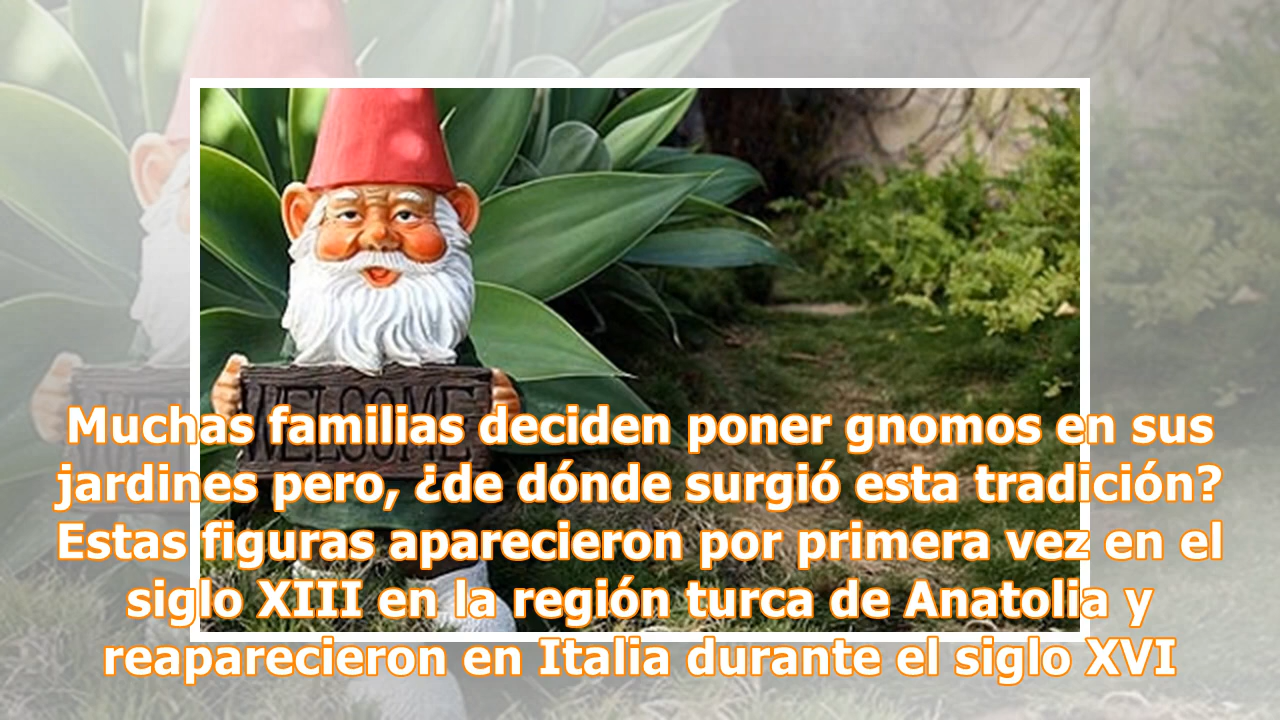 WELCOME
Muchas familias deciden poner gnomos en sus
jardines pero, ¿de dónde surgió esta tradición?
Estas figuras aparecieron por primera vez en el
siglo XIII en la región turca de Anatolia y
reaparecieron en Italia durante el siglo XVI